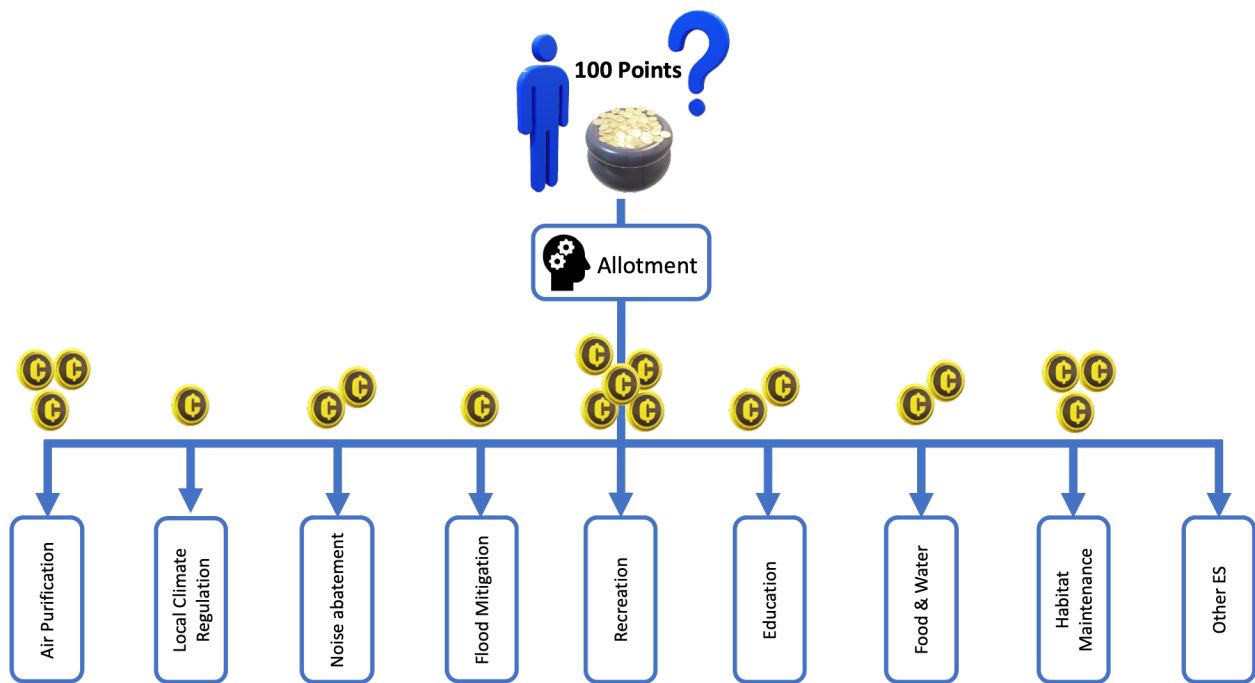 100 Points
Allotment
Air Purification
Local Climate
Regulation
Noise abatement
Flood Mitigation
Recreation
Education
Food & Water
Habitat
Maintenance
Other ES